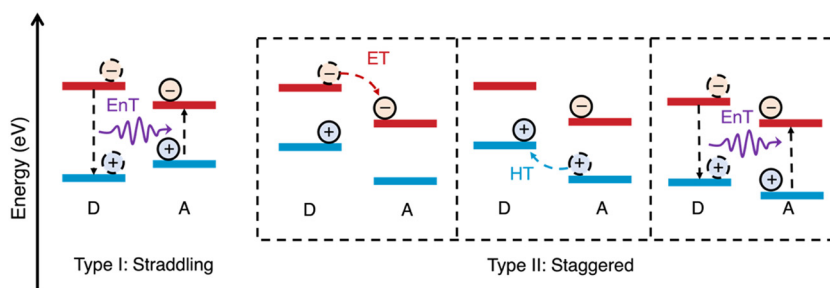 Energy (eV)
EnT
D
A
Type I: Straddling
ET
D
A
HT
D
A
EnT
D
A
Type II: Staggered